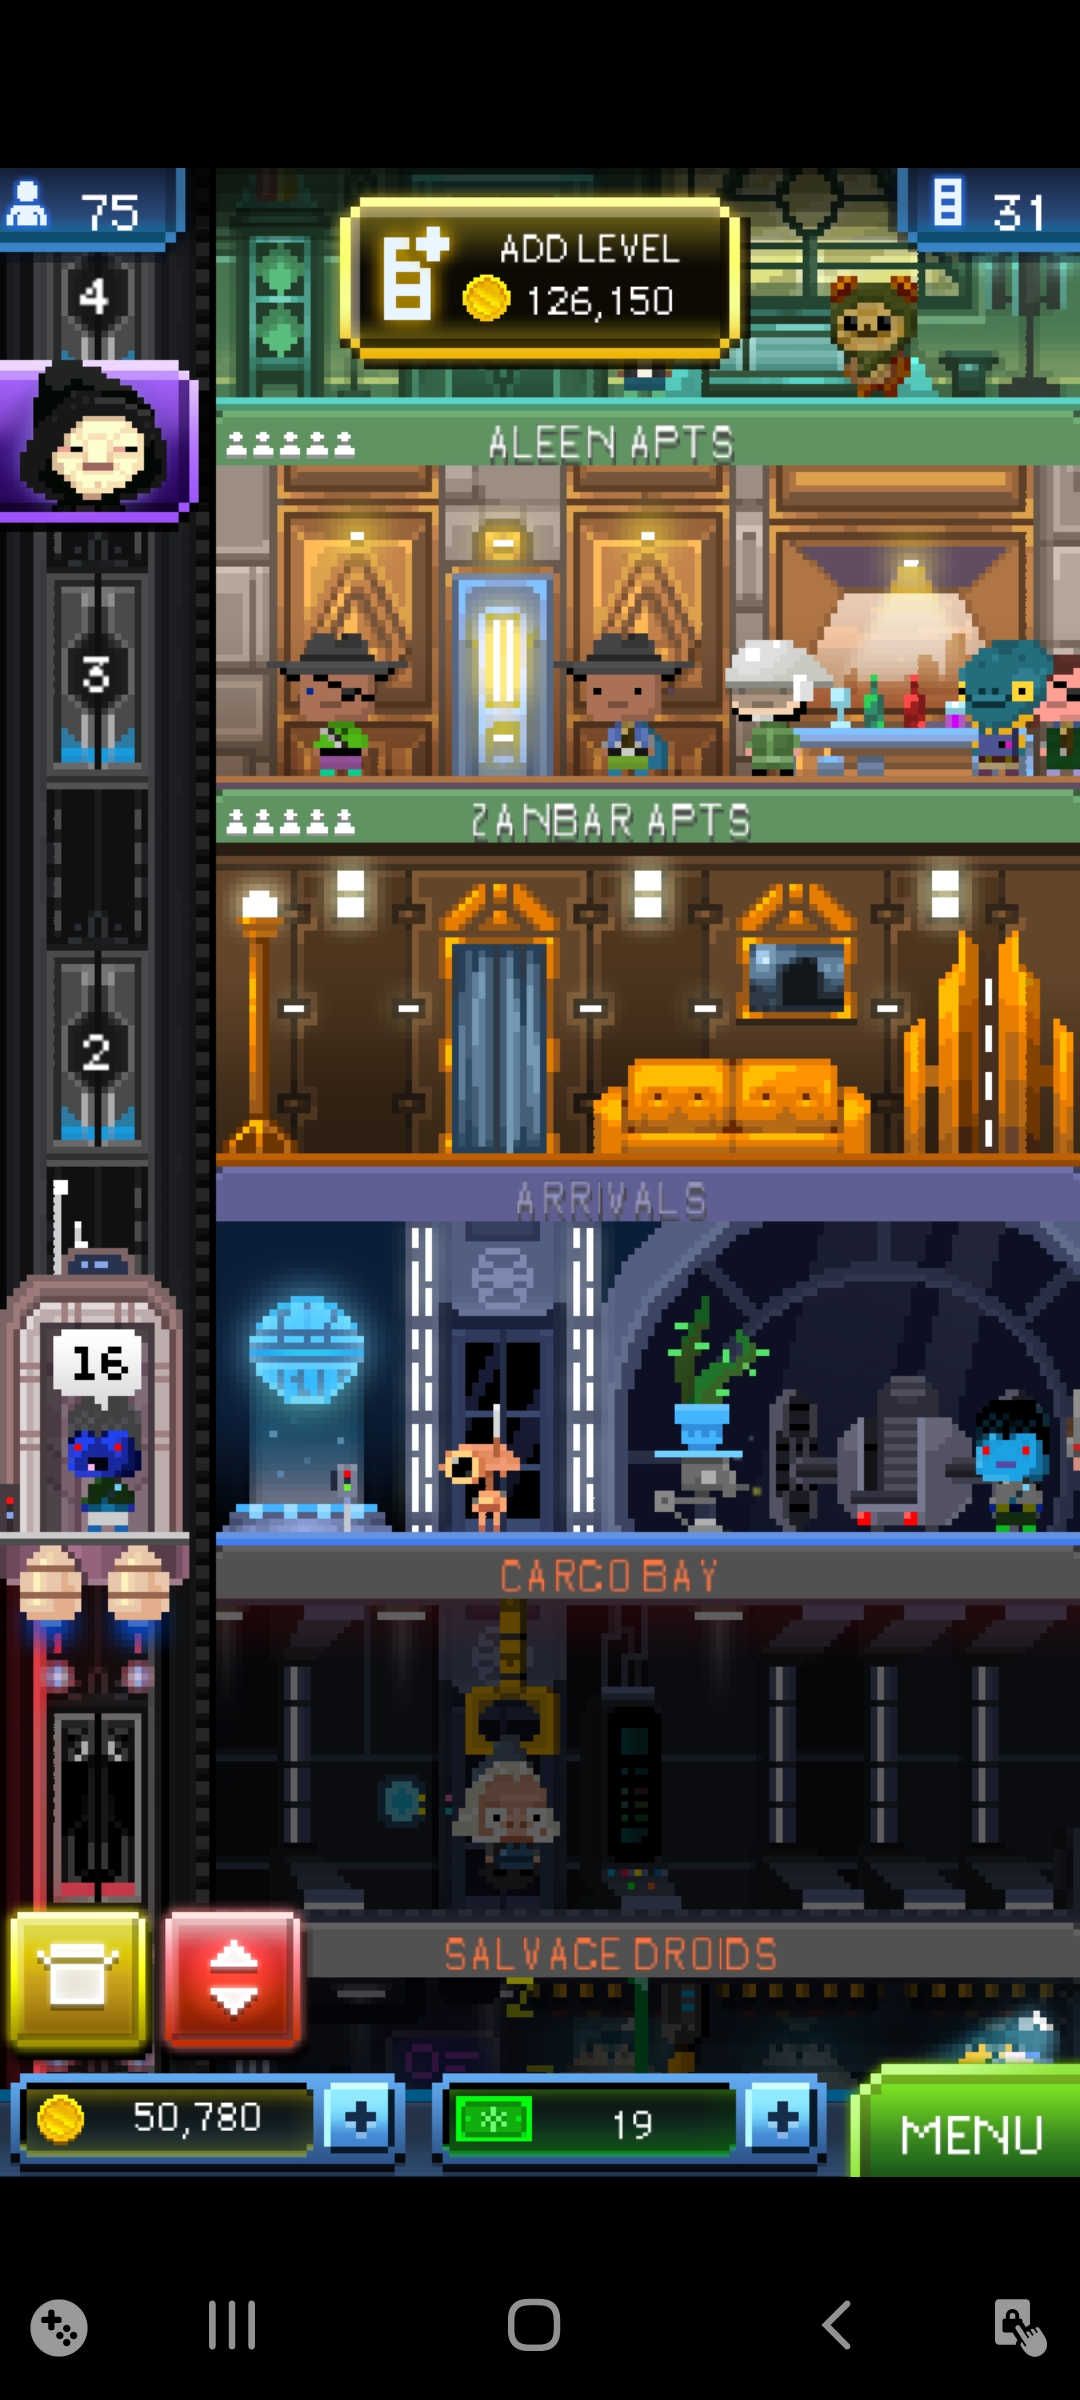 75
ADD LEVEL
126,150
31
4
ALEEN APTS
3
ZANBAR APTS
2
ARRIVALS
16
CARGO BAY
SALVAGE DROIDS
50,780
19
MENU